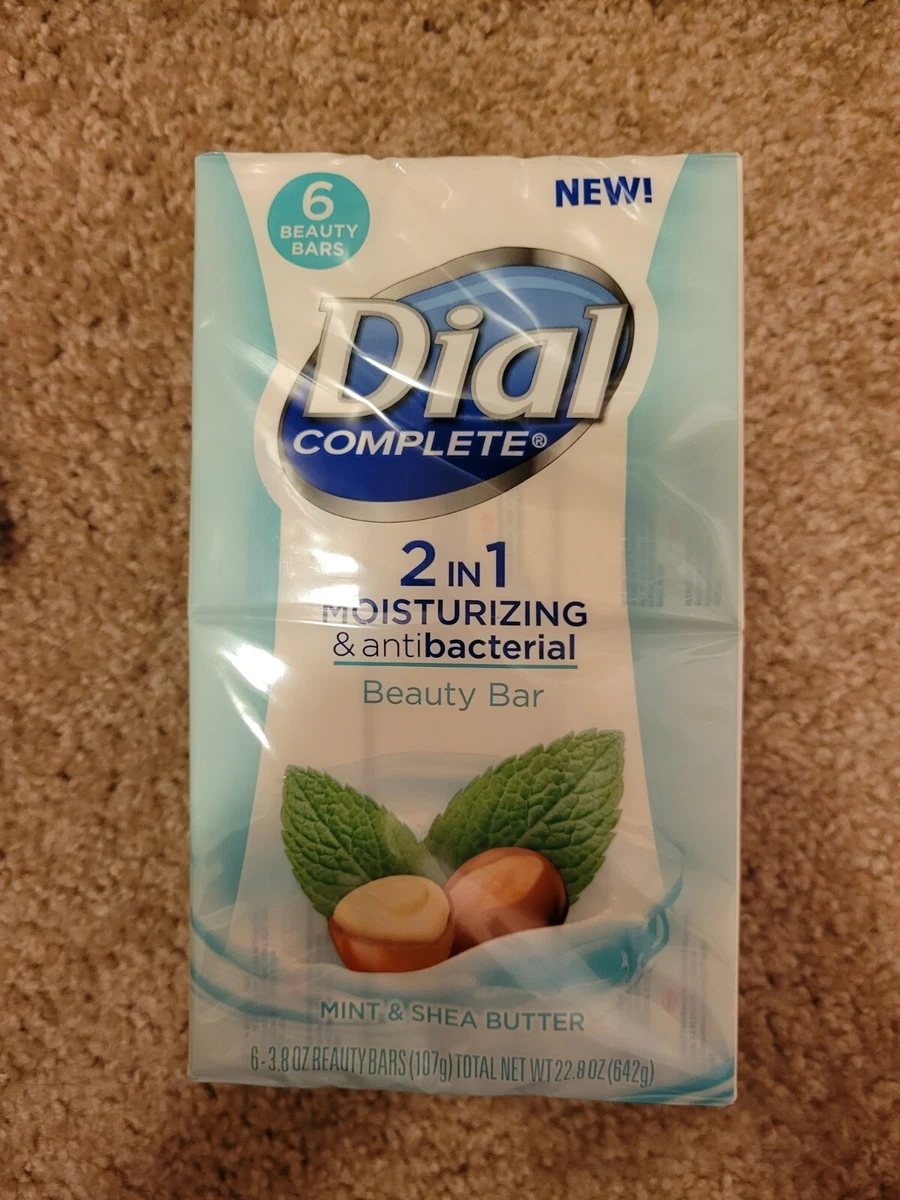 6
BEAUTY
BARS
NEW!
Dial
COMPLETE®
2 IN 1
MOISTURIZING
& antibacterial
Beauty Bar
MINT & SHEA BUTTER
6-3.8 OZ BEAUTY BARS (107g) TOTAL NET WT 22.8 OZ (642g)